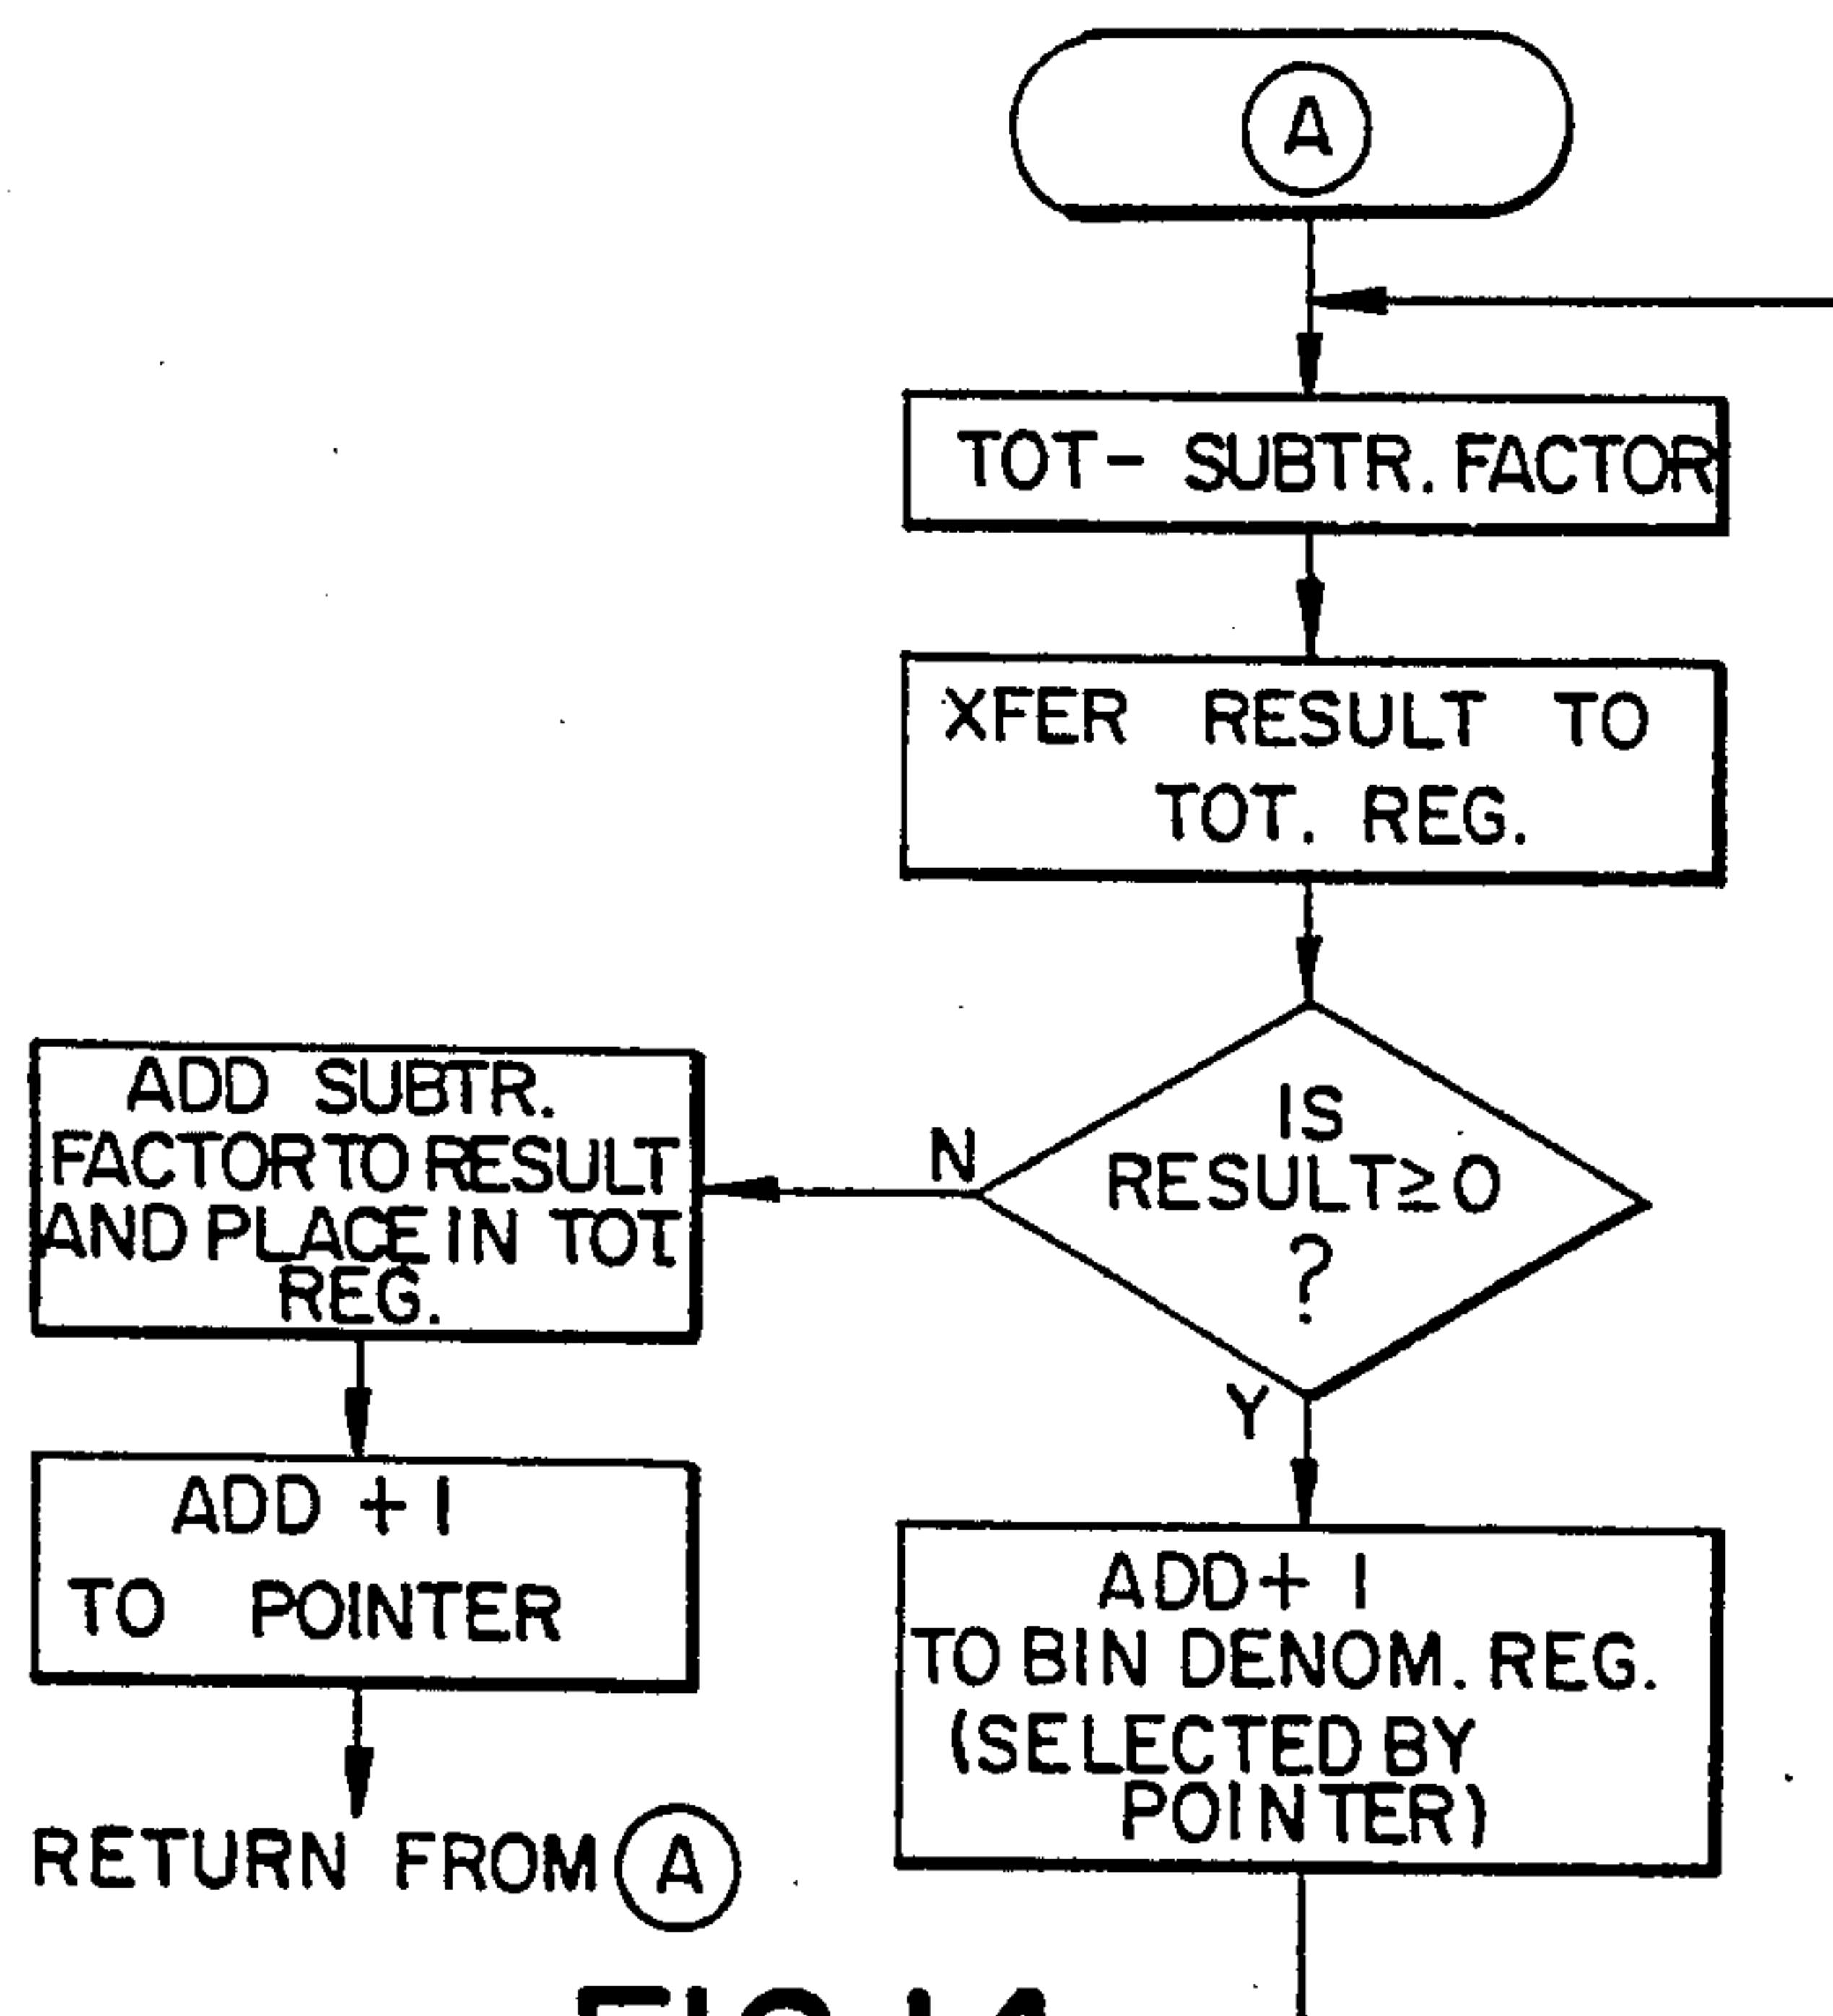 A
TOT- SUBTR. FACTOR
XFER RESULT TO
TOT. REG.
IS
RESULT≥0
?
N
Y
ADD SUBTR.
FACTOR TO RESULT
AND PLACE IN TOT
REG.
ADD +1
TO POINTER
RETURN FROM A
ADD+ 1
TO BIN DENOM. REG.
(SELECTED BY
POINTER)